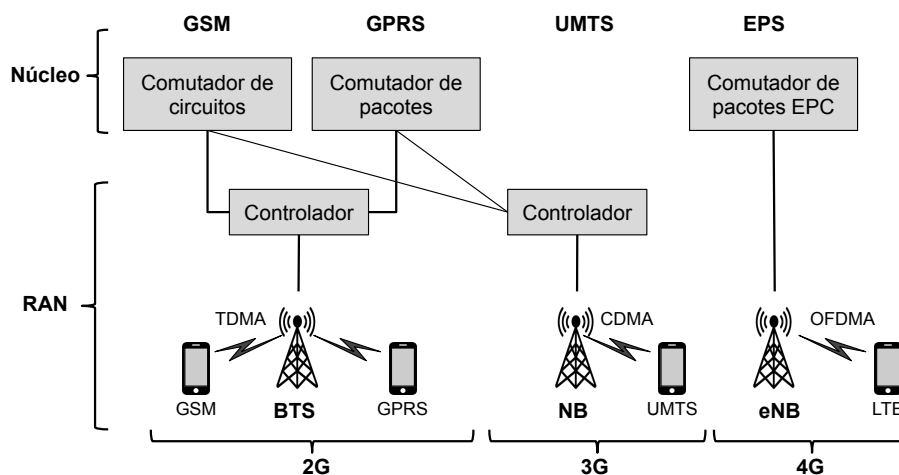 GSM
GPRS
UMTS
EPS
Núcleo
Comutador de
circuitos
Comutador de
pacotes
Comutador de
pacotes EPC
Controlador
Controlador
RAN
TDMA
CDMA
OFDMA
GSM
BTS
GPRS
NB
UMTS
eNB
LTE
2G
3G
4G